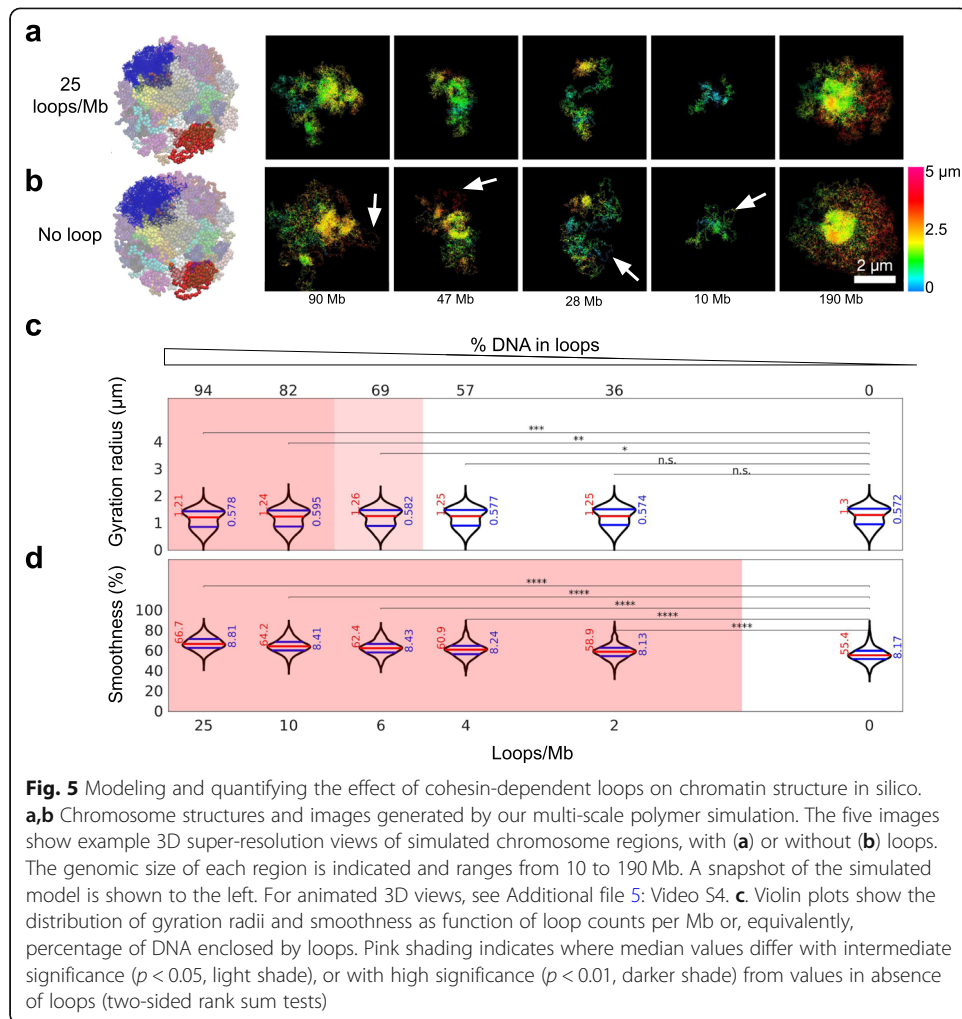 a
25
loops/Mb
b
No loop
5 µm
2.5
0
2 µm
90 Mb 47 Mb 28 Mb 10 Mb 190 Mb
c
% DNA in loops
94 82 69 57 36 0
Gyration radius (µm)
4
3
2
1
0
***
**
*
n.s.
n.s.
1.21 0.578 1.24 0.595 1.26 0.582 1.25 0.577 1.25 0.574 1.3 0.572
d
Smoothness (%)
100
80
60
40
20
0
****
****
****
****
****
66.7 8.81 64.2 8.41 62.4 8.43 60.9 8.24 58.9 8.13 55.4 8.17
25 10 6 4 2 0
Loops/Mb
Fig. 5 Modeling and quantifying the effect of cohesin-dependent loops on chromatin structure in silico.
a,b Chromosome structures and images generated by our multi-scale polymer simulation. The five images
show example 3D super-resolution views of simulated chromosome regions, with (a) or without (b) loops.
The genomic size of each region is indicated and ranges from 10 to 190 Mb. A snapshot of the simulated
model is shown to the left. For animated 3D views, see Additional file 5: Video S4. c. Violin plots show the
distribution of gyration radii and smoothness as function of loop counts per Mb or, equivalently,
percentage of DNA enclosed by loops. Pink shading indicates where median values differ with intermediate
significance (p < 0.05, light shade), or with high significance (p < 0.01, darker shade) from values in absence
of loops (two-sided rank sum tests)